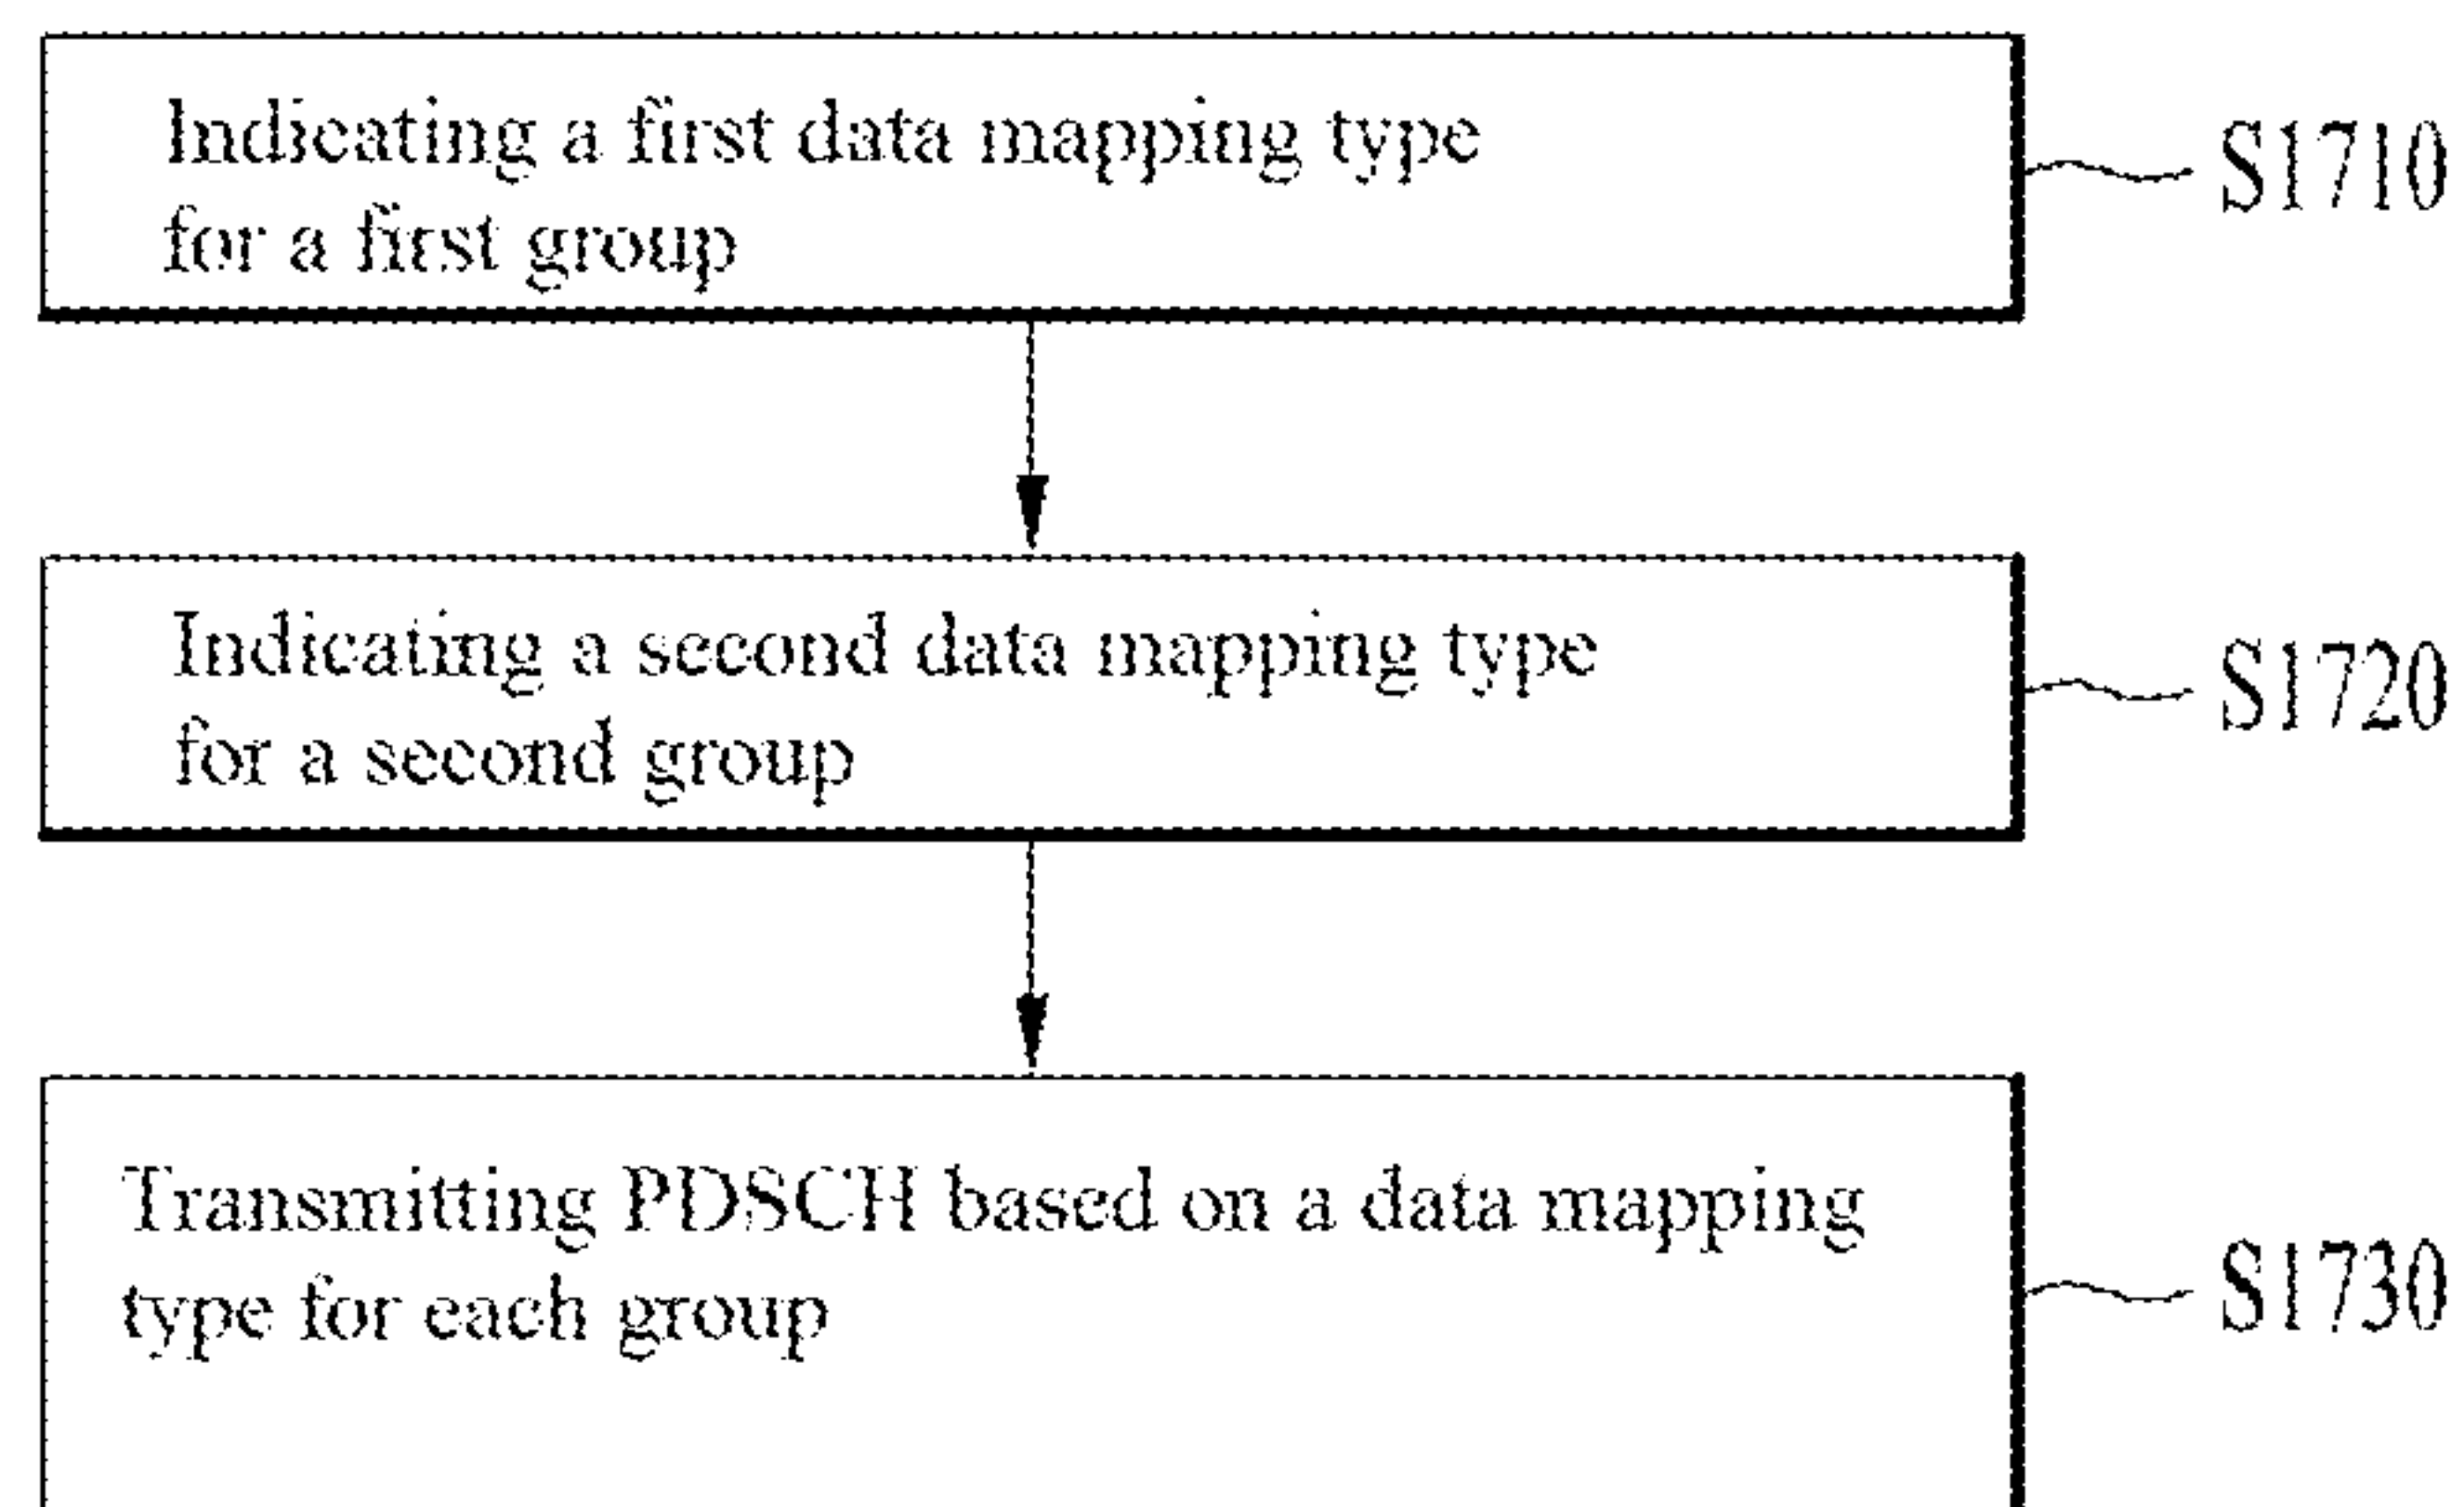 Indicating a first data mapping type
for a first group
S1710
Indicating a second data mapping type
for a second group
S1720
Transmitting PDSCH based on a data mapping
type for each group
S1730